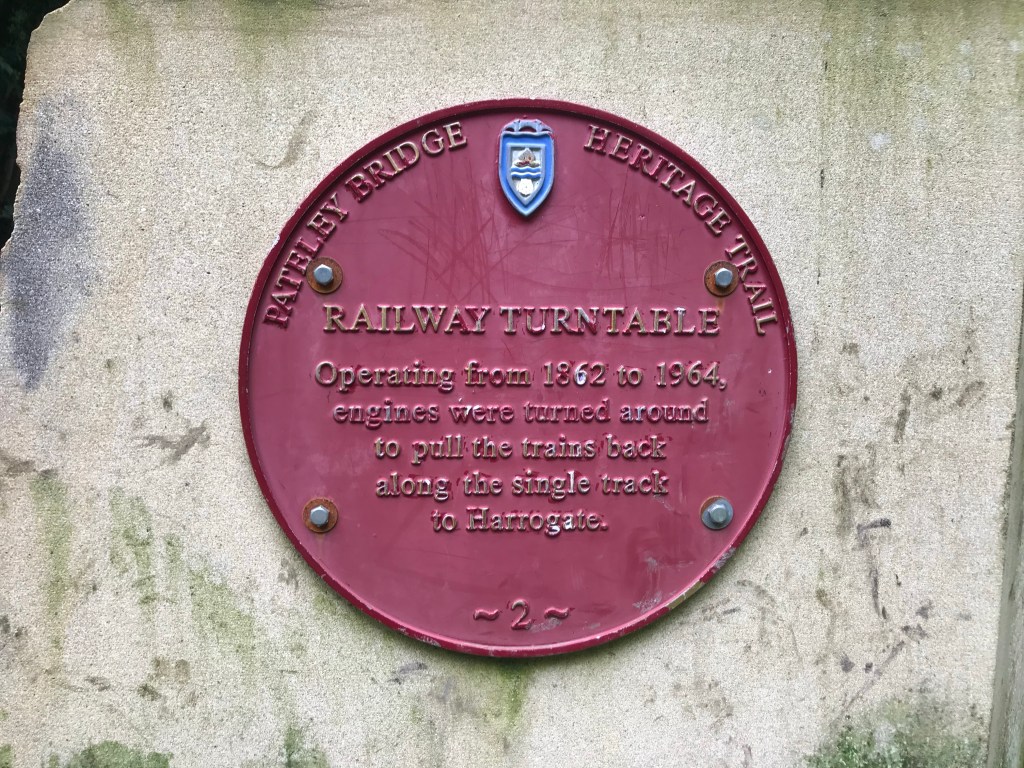 PATELEY BRIDGE HERITAGE TRAIL
RAILWAY TURNTABLE
Operating from 1862 to 1964,
engines were turned around
to pull the trains back
along the single track
to Harrogate.
~ 2 ~